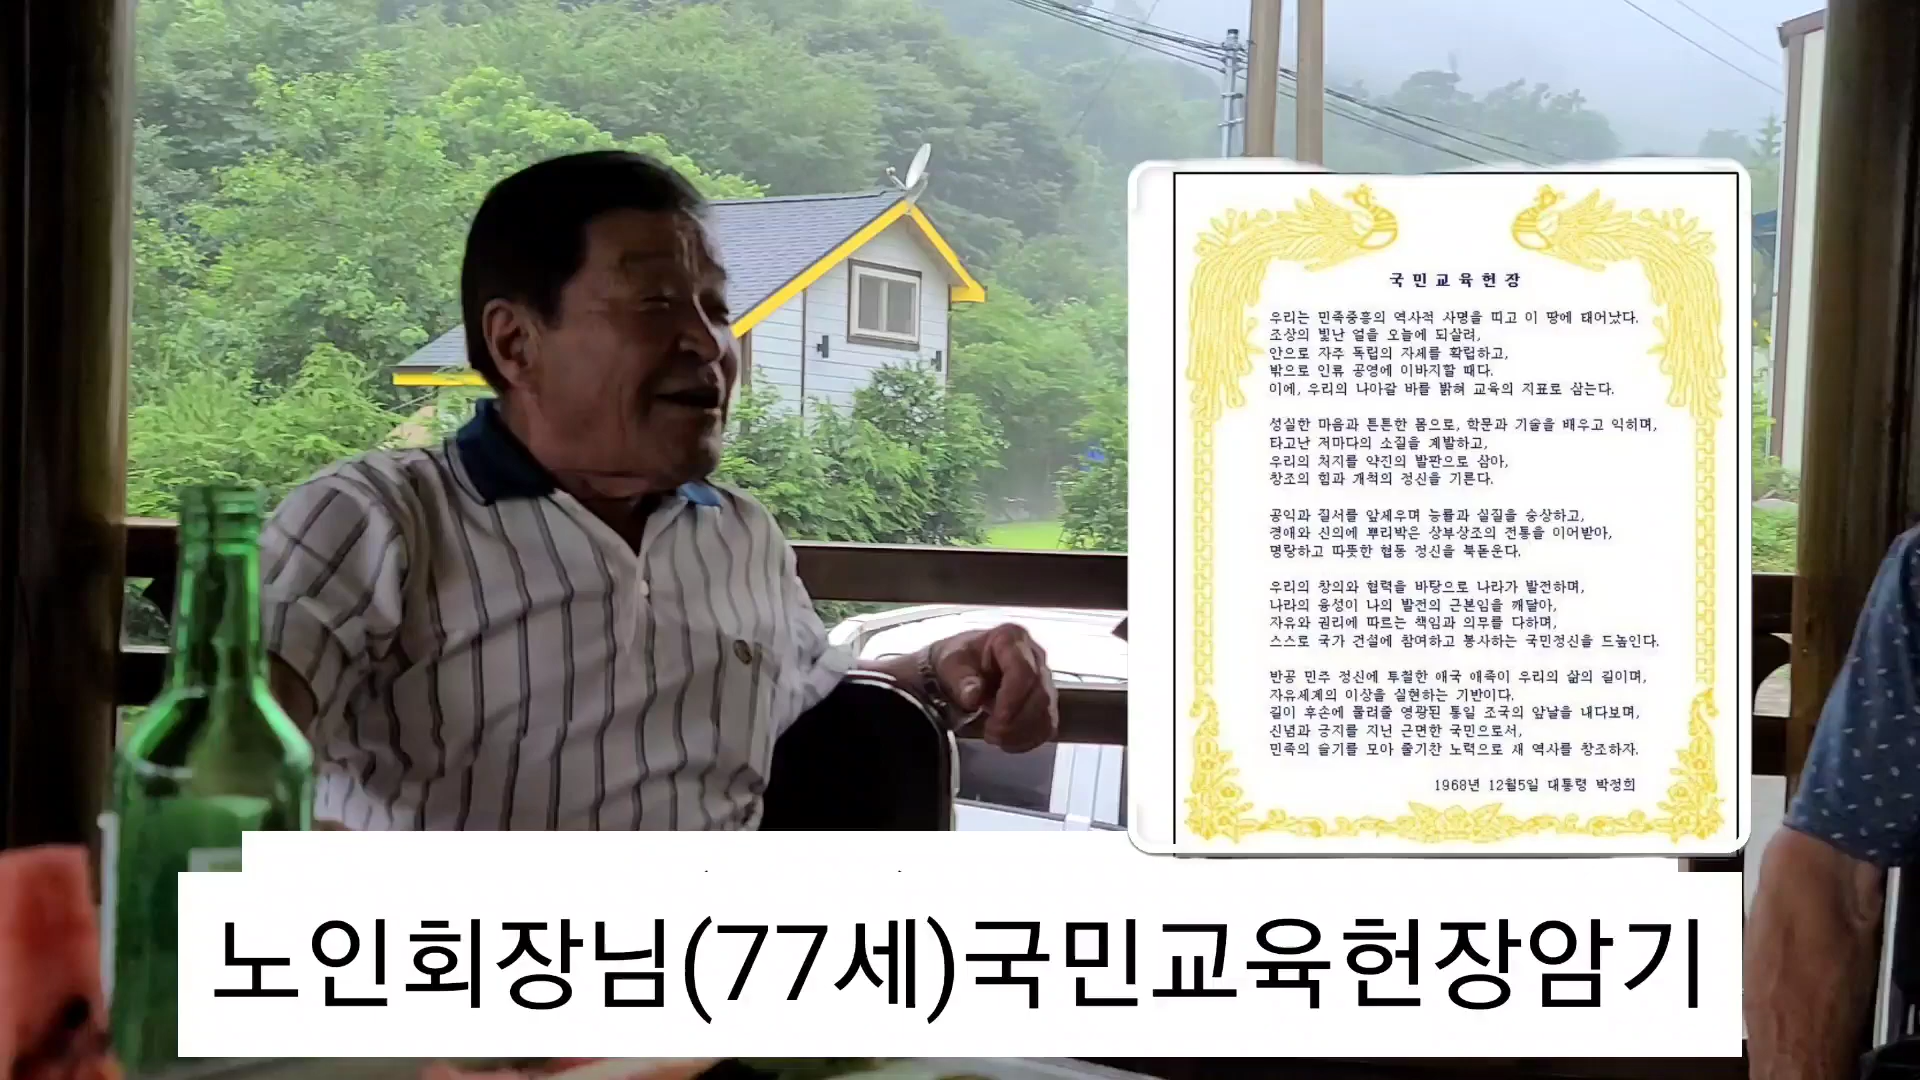 국민교육헌장
우리는 민족중흥의 역사적 사명을 띠고 이 땅에 태어났다.
조상의 빛난 얼을 오늘에 되살려,
안으로 자주 독립의 자세를 확립하고,
밖으로 인류 공영에 이바지할 때다.
이에, 우리의 나아갈 바를 밝혀 교육의 지표로 삼는다.
성실한 마음과 튼튼한 몸으로, 학문과 기술을 배우고 익히며,
타고난 저마다의 소질을 계발하고,
우리의 처지를 약진의 발판으로 삼아,
창조의 힘과 개척의 정신을 기른다.
공익과 질서를 앞세우며 능률과 실질을 숭상하고,
경애와 신의에 뿌리박은 상부상조의 전통을 이어받아,
명랑하고 따뜻한 협동 정신을 북돋운다.
우리의 창의와 협력을 바탕으로 나라가 발전하며,
나라의 융성이 나의 발전의 근본임을 깨달아,
자유와 권리에 따르는 책임과 의무를 다하며,
스스로 국가 건설에 참여하고 봉사하는 국민정신을 드높인다.
반공 민주 정신에 투철한 애국 애족이 우리의 삶의 길이며,
자유세계의 이상을 실현하는 기반이다.
길이 후손에 물려줄 영광된 통일 조국의 앞날을 내다보며,
신념과 긍지를 지닌 근면한 국민으로서,
민족의 슬기를 모아 줄기찬 노력으로 새 역사를 창조하자.
1968년 12월5일 대통령 박정희
노인회장님(77세)국민교육헌장암기